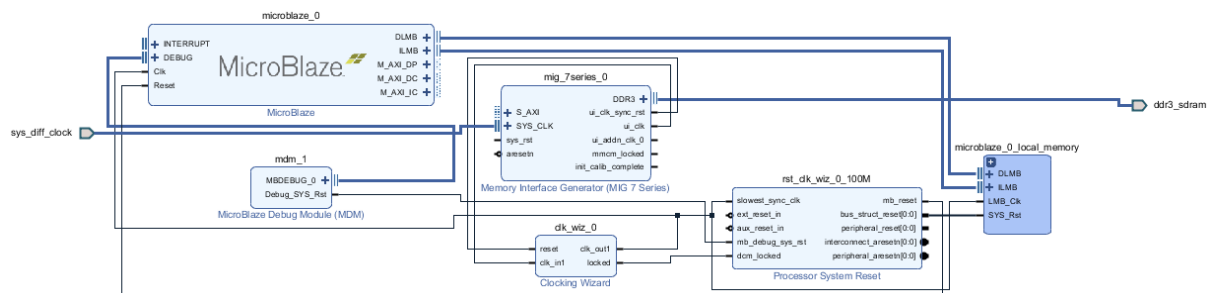 microblaze_0
INTERRUPT
DEBUG
Clk
Reset
MicroBlaze
DLMB
ILMB
M_AXI_DP
M_AXI_DC
M_AXI_IC
MicroBlaze
sys_diff_clock
mig_7series_0
S_AXI
SYS_CLK
sys_rst
aresetn
DDR3
ui_clk_sync_rst
ui_clk
ui_addn_clk_0
mmcm_locked
init_calib_complete
Memory Interface Generator (MIG 7 Series)
ddr3_sdram
mdm_1
MBDEBUG_0
Debug_SYS_Rst
MicroBlaze Debug Module (MDM)
microblaze_0_local_memory
DLMB
ILMB
LMB_Clk
SYS_Rst
rst_clk_wiz_0_100M
slowest_sync_clk
ext_reset_in
aux_reset_in
mb_debug_sys_rst
dcm_locked
mb_reset
bus_struct_reset[0:0]
peripheral_reset[0:0]
interconnect_aresetn[0:0]
peripheral_aresetn[0:0]
Processor System Reset
clk_wiz_0
reset
clk_in1
clk_out1
locked
Clocking Wizard